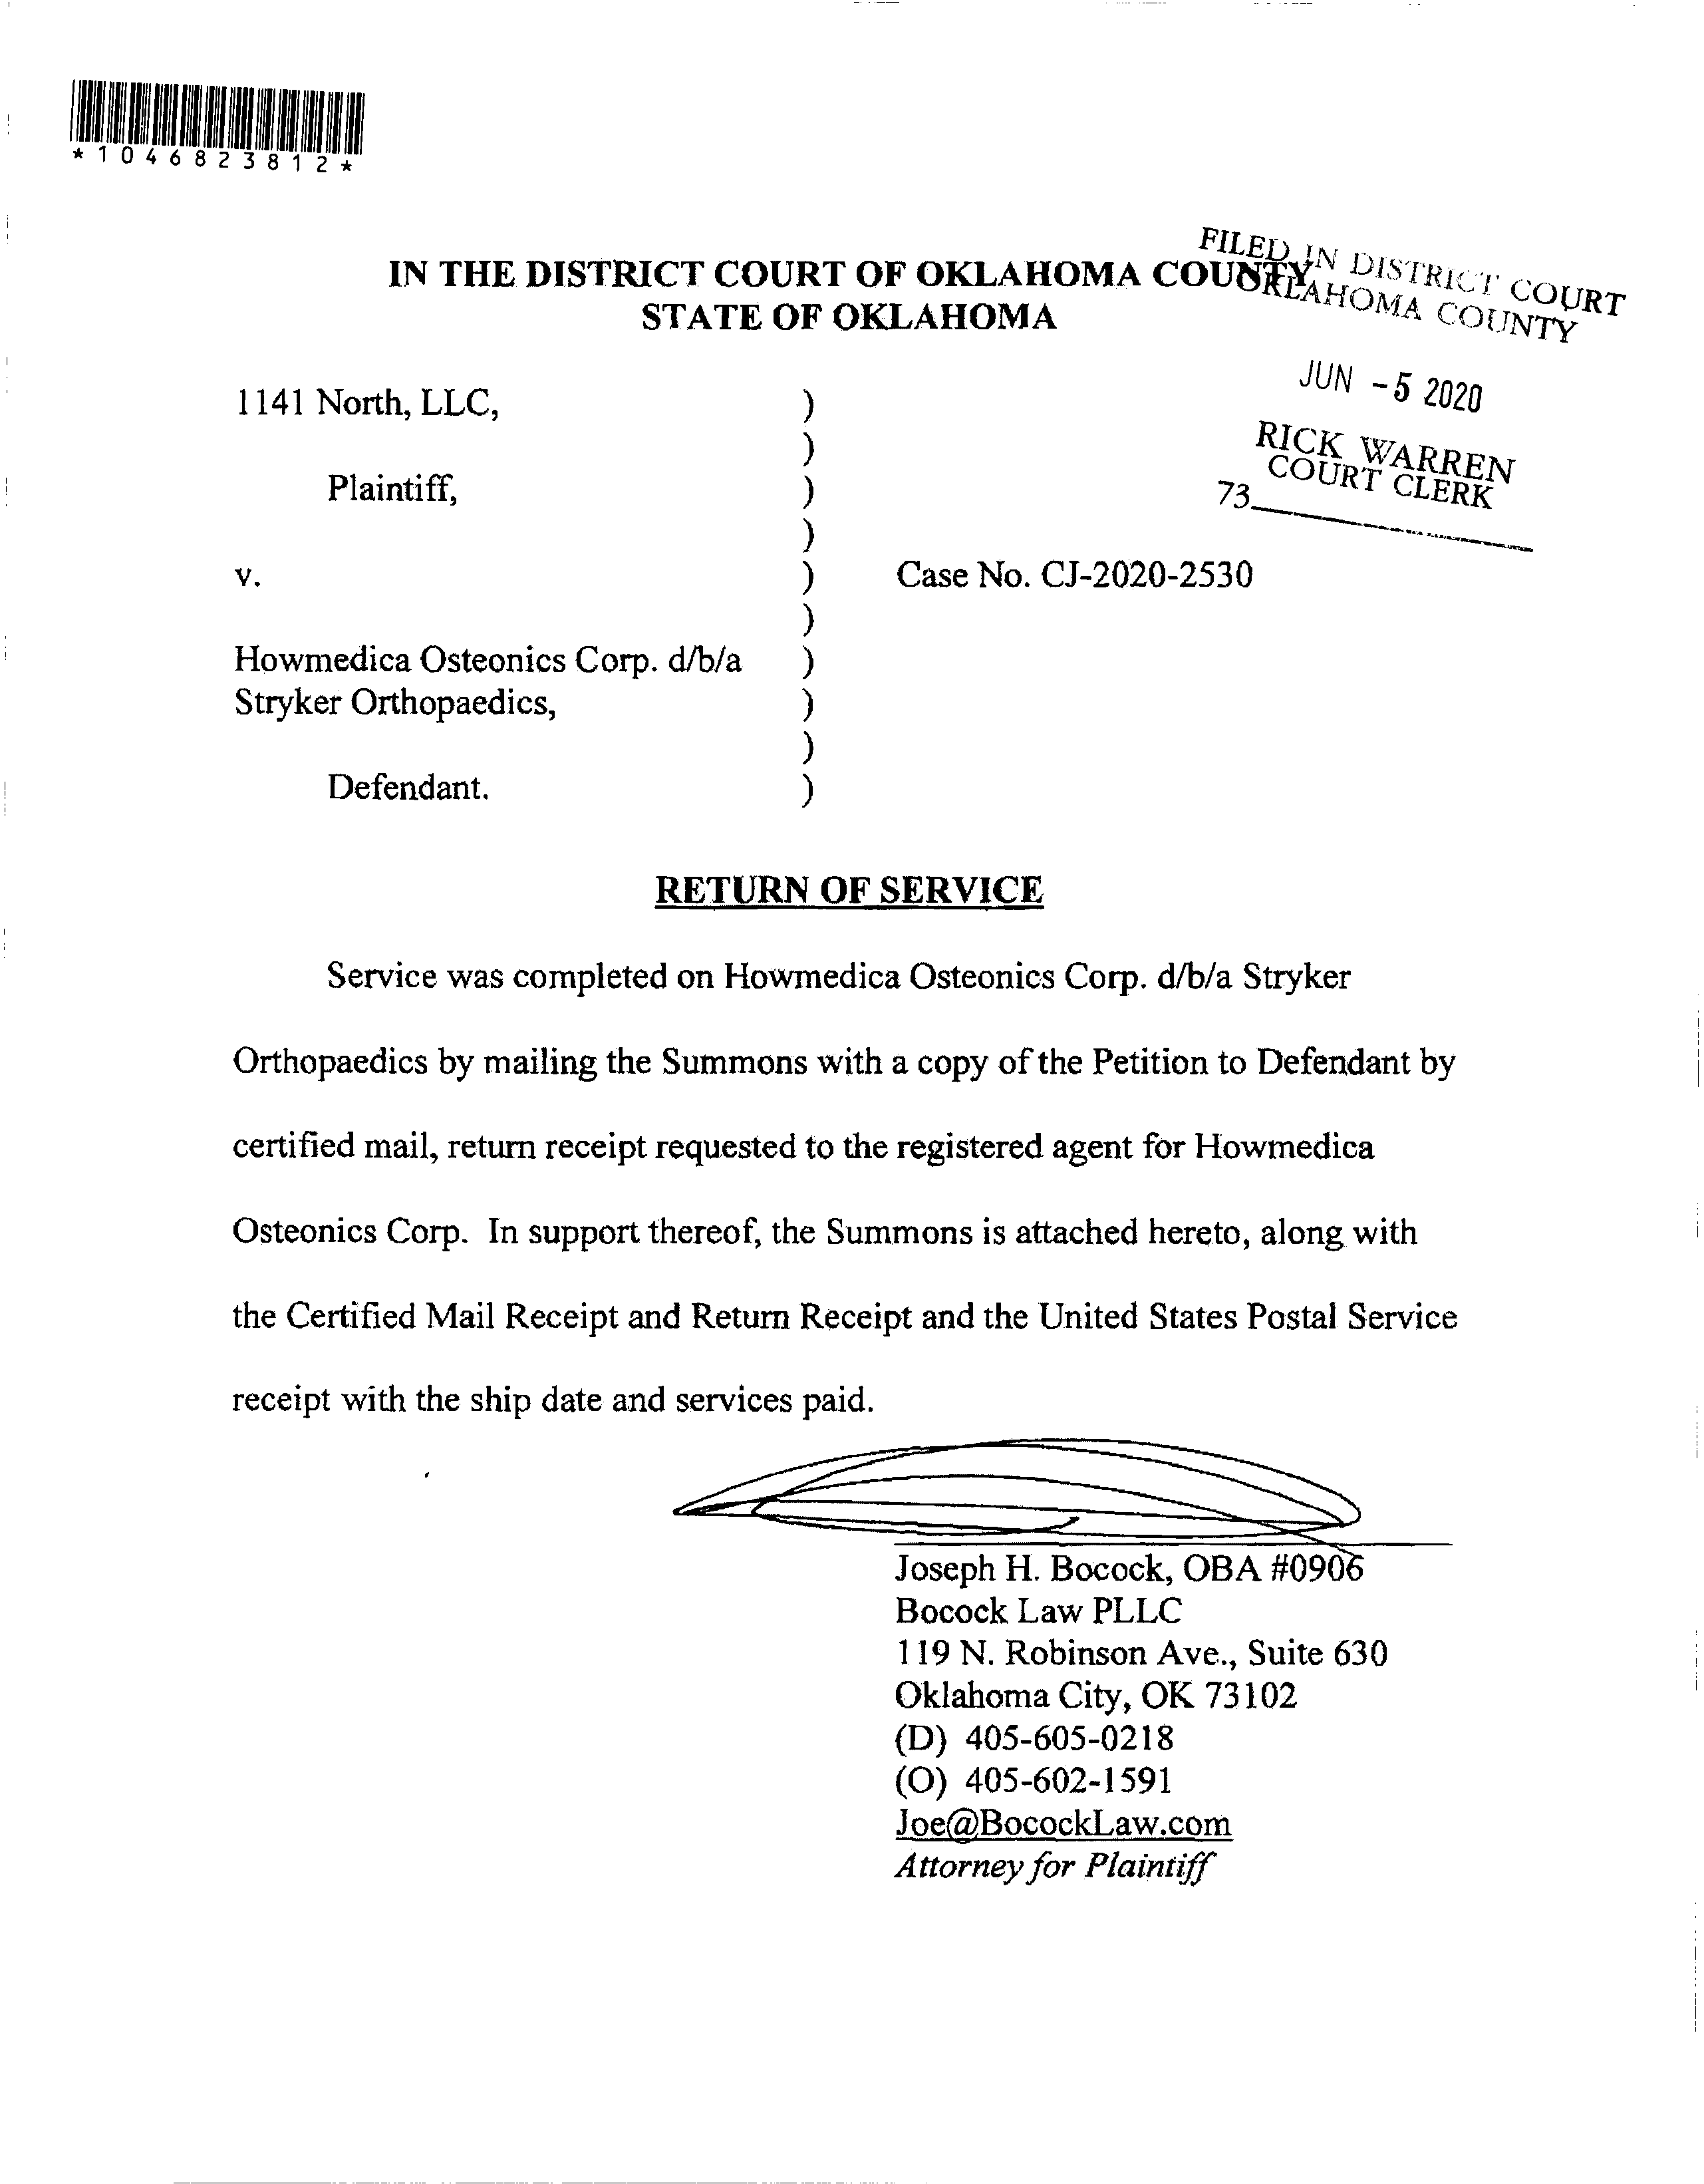 *1046823812*
IN THE DISTRICT COURT OF OKLAHOMA COUNTY
STATE OF OKLAHOMA
FILED IN DISTRICT COURT
OKLAHOMA COUNTY
JUN -5 2020
RICK WARREN
COURT CLERK
73
1141 North, LLC, )
)
Plaintiff, )
)
v. ) Case No. CJ-2020-2530
)
Howmedica Osteonics Corp. d/b/a )
Stryker Orthopaedics, )
)
Defendant. )
RETURN OF SERVICE
Service was completed on Howmedica Osteonics Corp. d/b/a Stryker
Orthopaedics by mailing the Summons with a copy of the Petition to Defendant by
certified mail, return receipt requested to the registered agent for Howmedica
Osteonics Corp. In support thereof, the Summons is attached hereto, along with
the Certified Mail Receipt and Return Receipt and the United States Postal Service
receipt with the ship date and services paid.
Joseph H. Bocock, OBA #0906
Bocock Law PLLC
119 N. Robinson Ave., Suite 630
Oklahoma City, OK 73102
(D) 405-605-0218
(O) 405-602-1591
Joe@BocockLaw.com
Attorney for Plaintiff